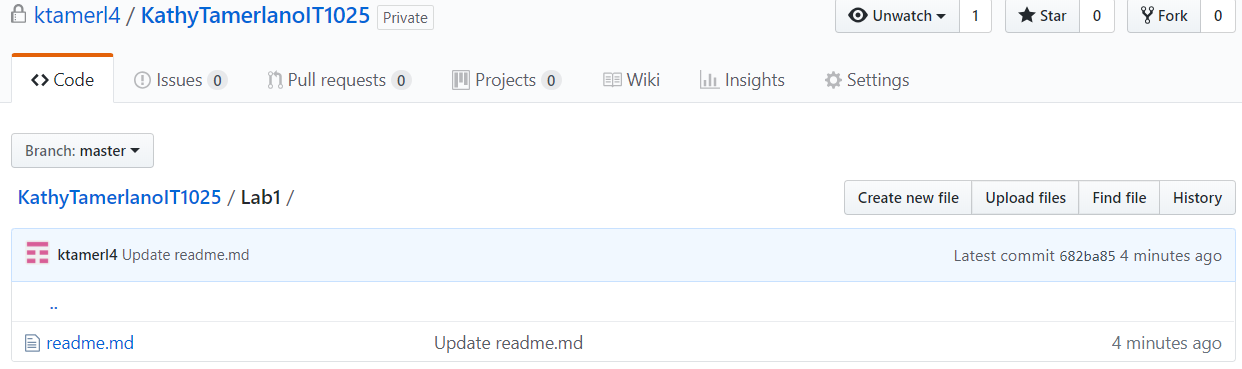 ktamerl4 / KathyTamerlanoIT1025 Private Unwatch 1 Star 0 Fork 0
Code Issues 0 Pull requests 0 Projects 0 Wiki Insights Settings
Branch: master
KathyTamerlanoIT1025 / Lab1 / Create new file Upload files Find file History
ktamerl4 Update readme.md Latest commit 682ba85 4 minutes ago
..
readme.md Update readme.md 4 minutes ago